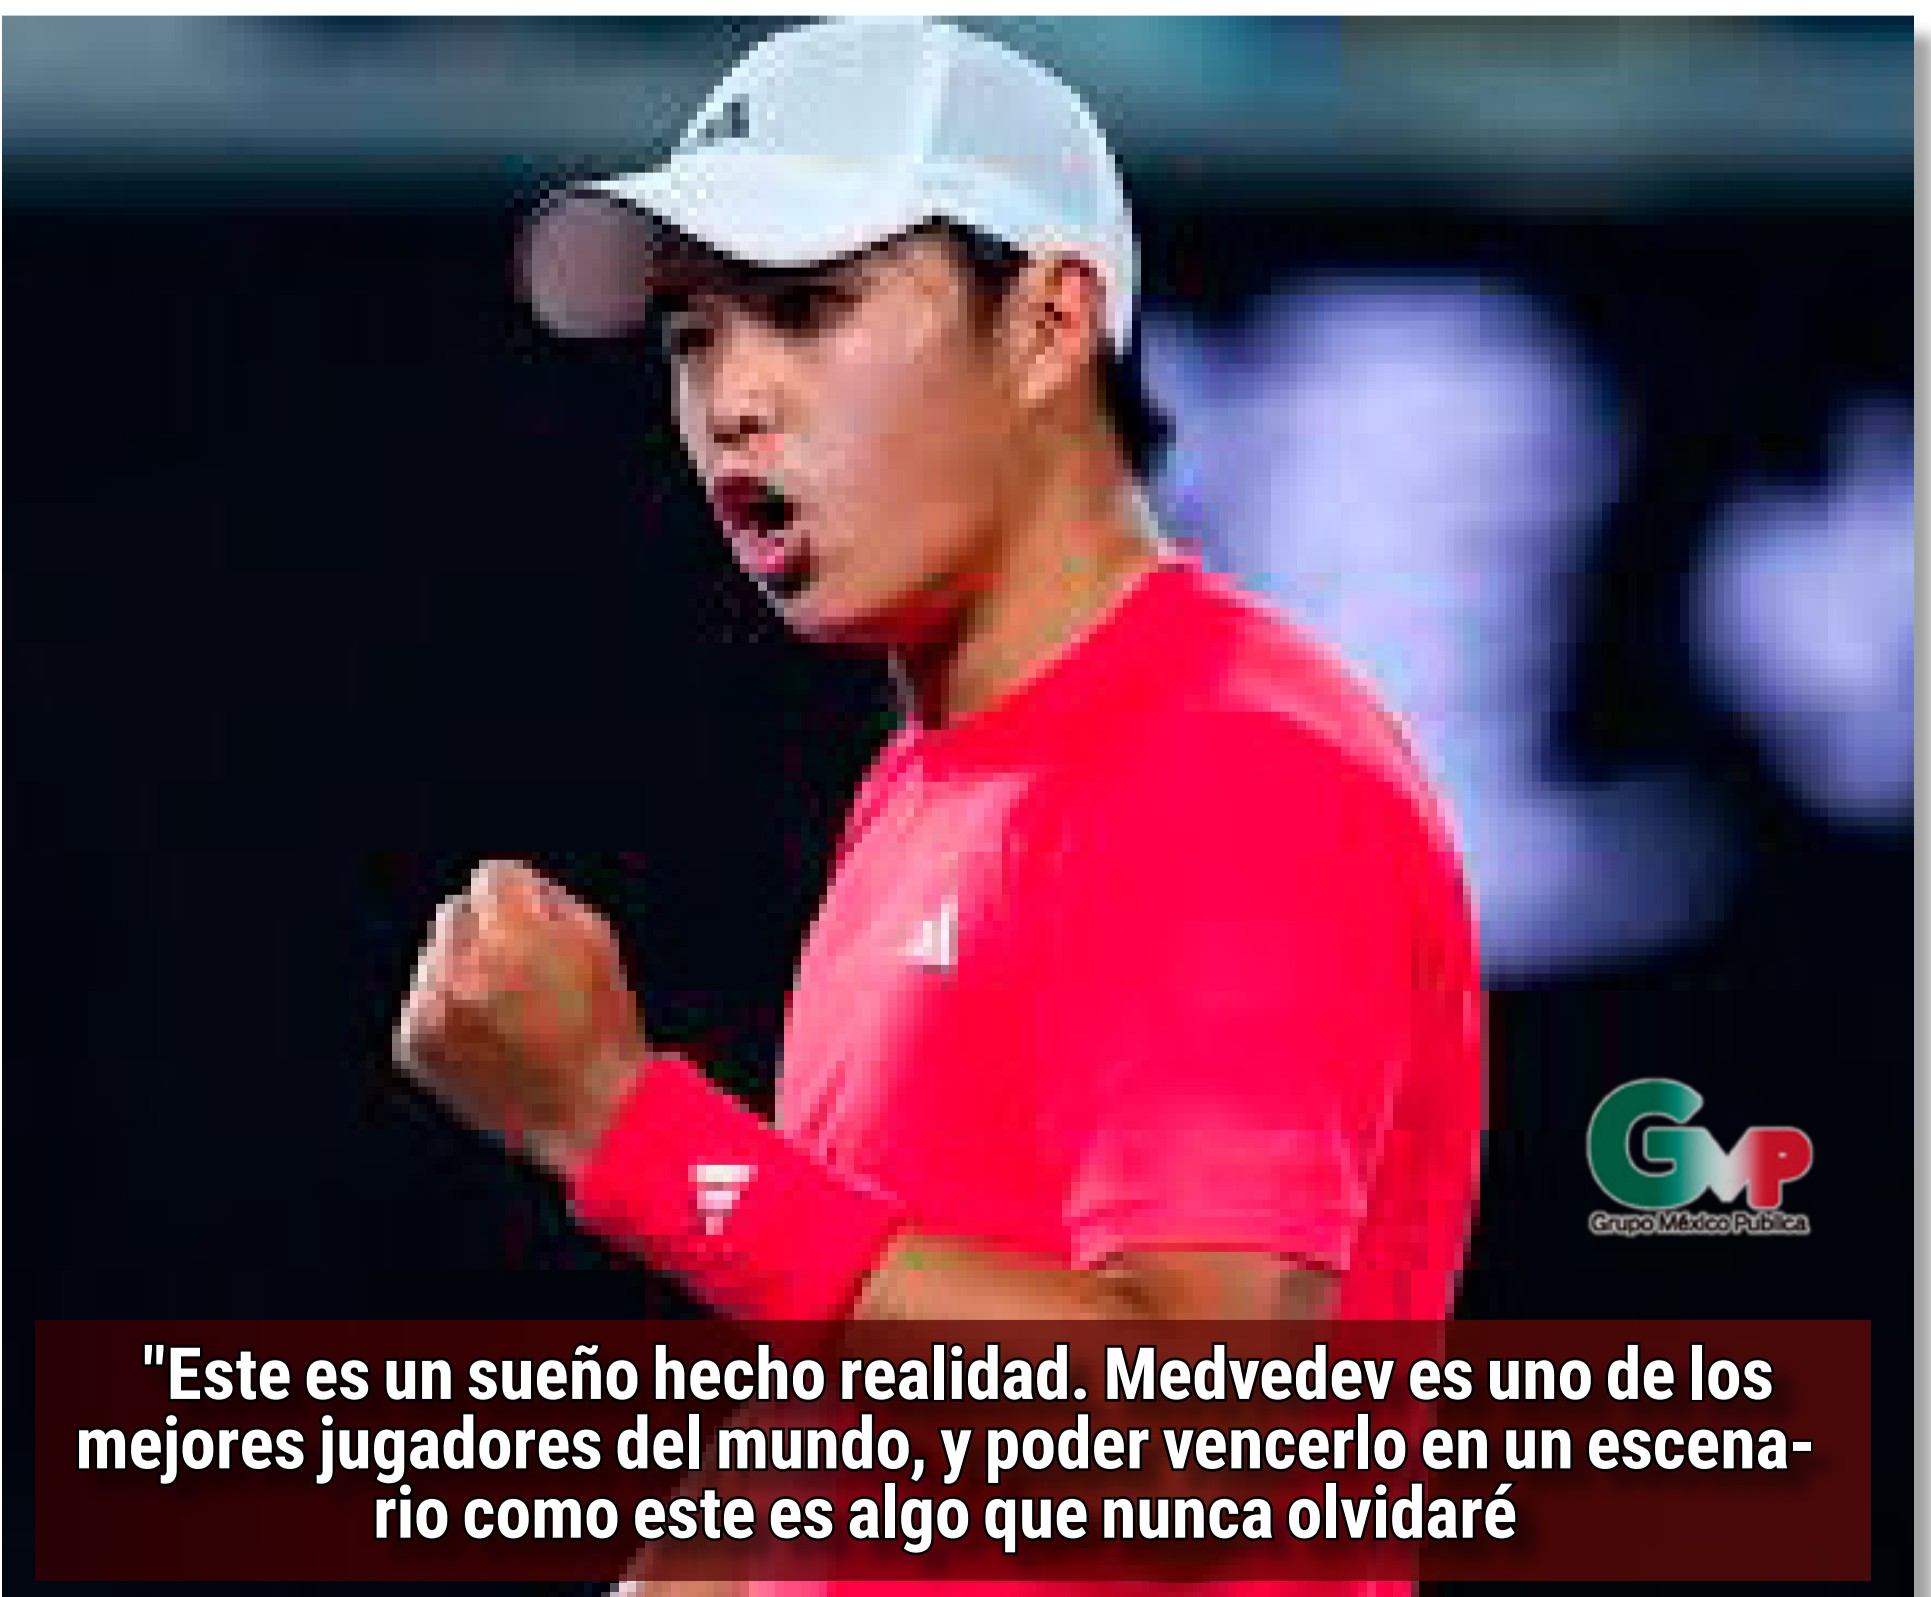 GMP
Grupo México Publica
"Este es un sueño hecho realidad. Medvedev es uno de los
mejores jugadores del mundo, y poder vencerlo en un escena-
rio como este es algo que nunca olvidaré